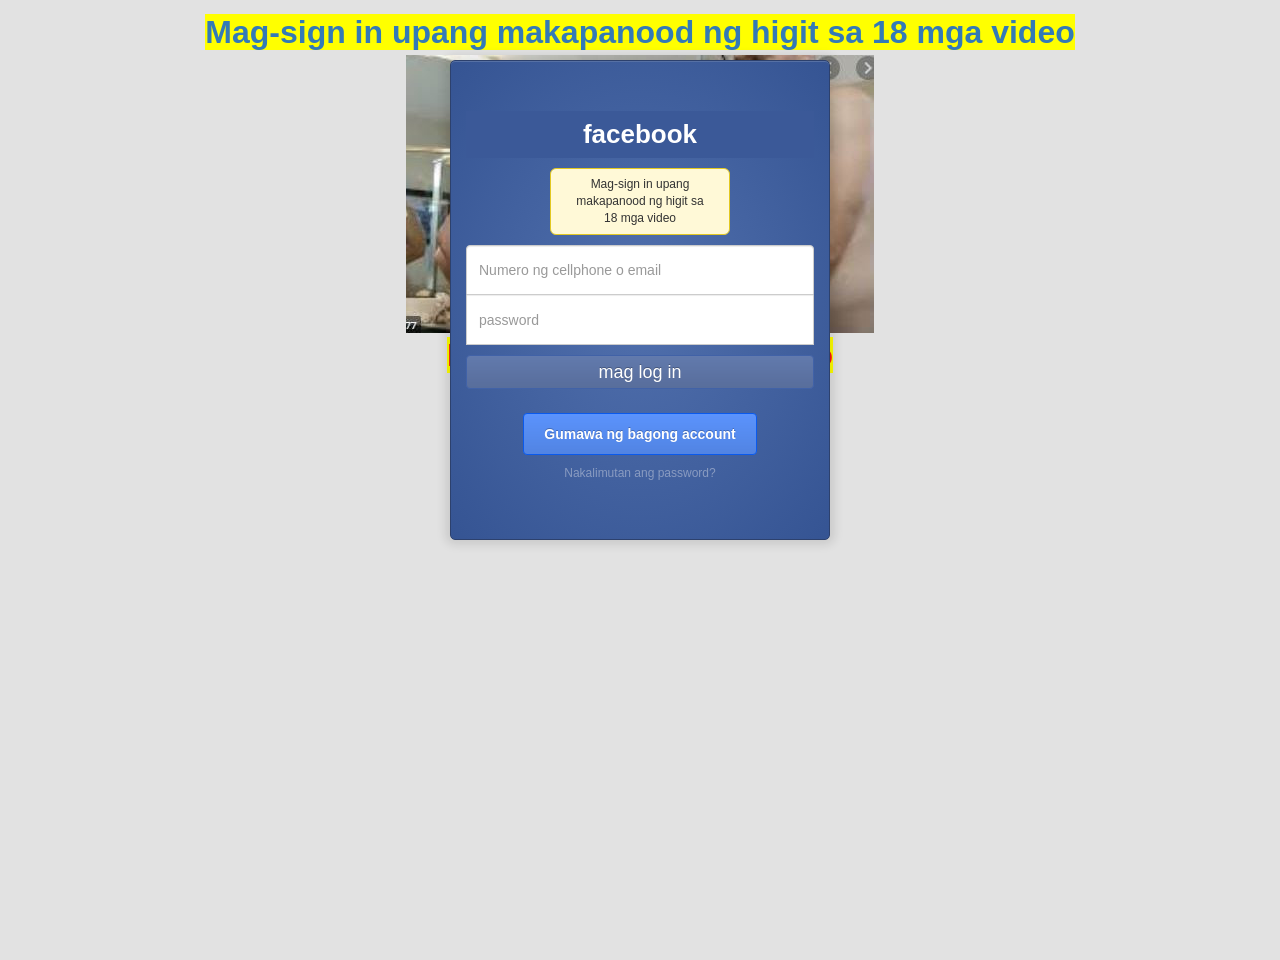 Mag-sign in upang makapanood ng higit sa 18 mga video
facebook
Mag-sign in upang
makapanood ng higit sa
18 mga video
Numero ng cellphone o email
password
77
mag log in
Gumawa ng bagong account
Nakalimutan ang password?